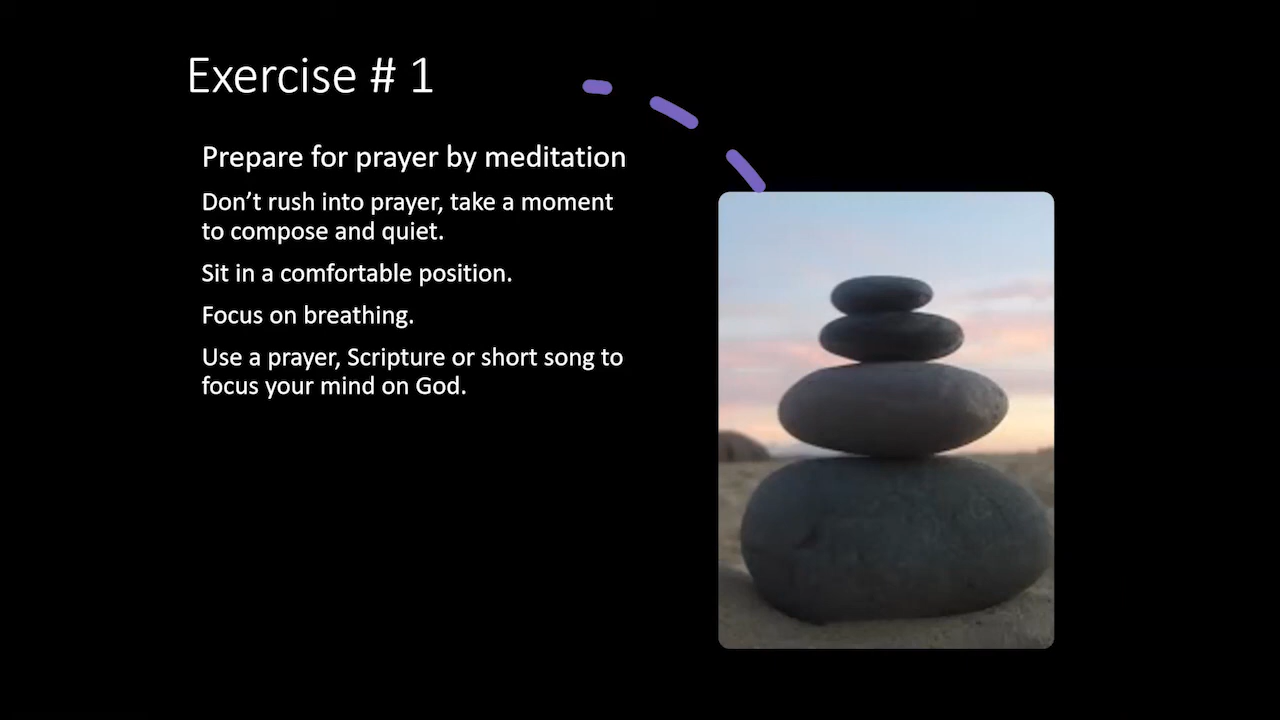 Exercise # 1
Prepare for prayer by meditation
Don’t rush into prayer, take a moment
to compose and quiet.
Sit in a comfortable position.
Focus on breathing.
Use a prayer, Scripture or short song to
focus your mind on God.